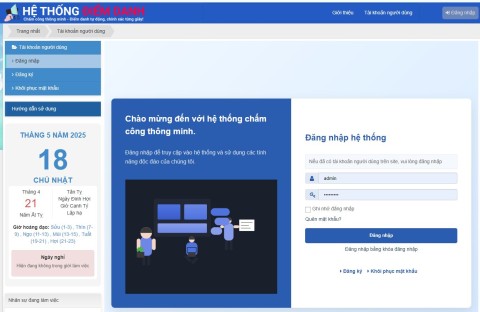 HỆ THỐNG ĐIỂM DANH
Chấm công thông minh - Điểm danh tự động, chính xác từng giây!
Giới thiệu
Tài khoản người dùng
Đăng nhập
Trang nhất
Tài khoản người dùng
Tài khoản người dùng
Đăng nhập
Đăng ký
Khôi phục mật khẩu
Hướng dẫn sử dụng
THÁNG 5 NĂM 2025
18
CHỦ NHẬT
Tháng 4
21
Năm Ất Tỵ
Tân Tỵ
Ngày Đinh Hợi
Giờ Canh Tý
Lập hạ
Giờ hoàng đạo: Sửu (1-3) , Thìn (7-
9) , Ngọ (11-13) , Mùi (13-15) , Tuất
(19-21) , Hợi (21-23)
Ngày nghỉ
Hiện đang không trong giờ làm việc.
Nhân sự đang làm việc
Chào mừng đến với hệ thống chấm
công thông minh.
Đăng nhập để truy cập vào hệ thống và sử dụng các tính
năng độc đáo của chúng tôi.
Đăng nhập hệ thống
Nếu đã có tài khoản người dùng trên site, vui lòng đăng nhập
admin
Ghi nhớ đăng nhập
Quên mật khẩu?
Đăng nhập
Đăng nhập bằng khóa đăng nhập
Đăng ký
Khôi phục mật khẩu